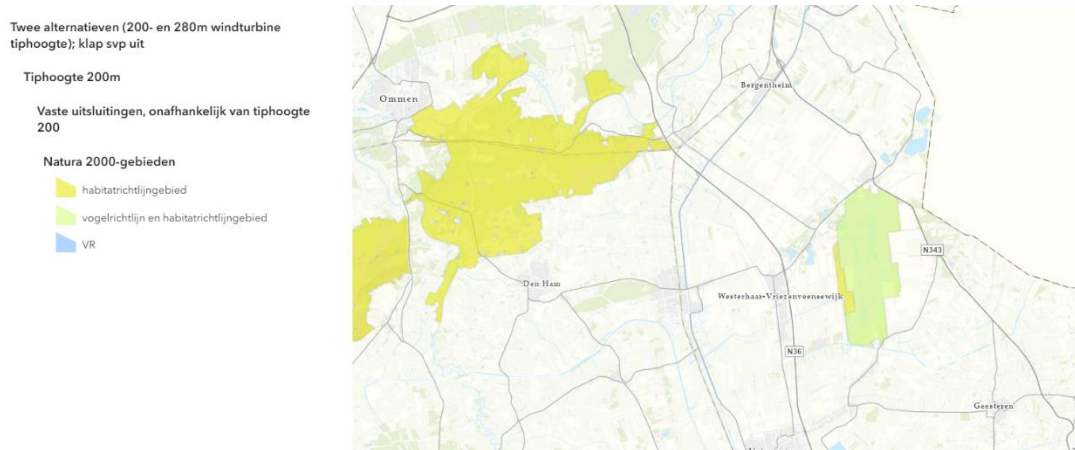 Twee alternatieven (200- en 280m windturbine
tiphoogte); klap svp uit
Tiphoogte 200m
Vaste uitsluitingen, onafhankelijk van tiphoogte
200
Natura 2000-gebieden
habitatrichtlijngebied
vogelrichtlijn en habitatrichtlijngebied
VR
Ommen
Bergentheim
N343
Den Ham
Westerhaar-Vriezenveensewijk
N36
Geesteren